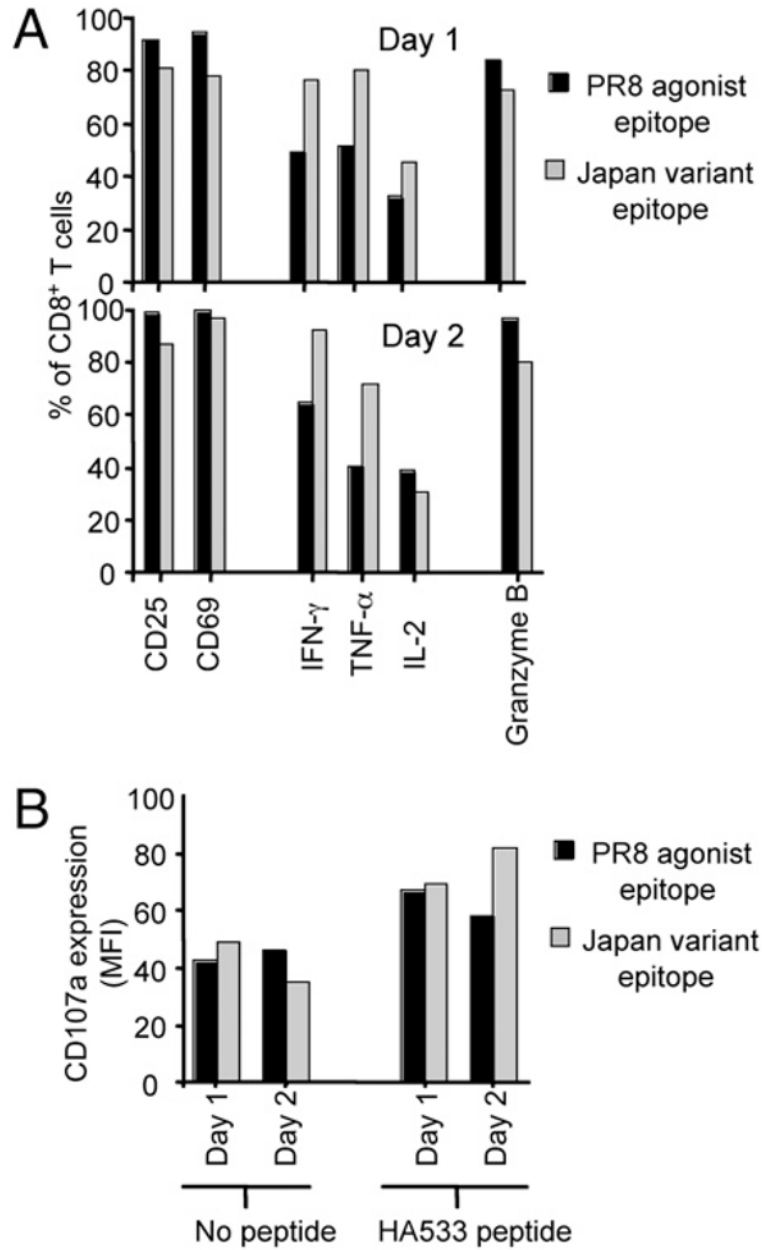 A
Day 1
100
80
60
40
20
0
PR8 agonist
epitope
Japan variant
epitope
% of CD8⁺ T cells
Day 2
100
80
60
40
20
0
CD25
CD69
IFN-γ
TNF-α
IL-2
Granzyme B
B
CD107a expression
(MFI)
100
80
60
40
20
0
PR8 agonist
epitope
Japan variant
epitope
Day 1
Day 2
Day 1
Day 2
No peptide
HA533 peptide